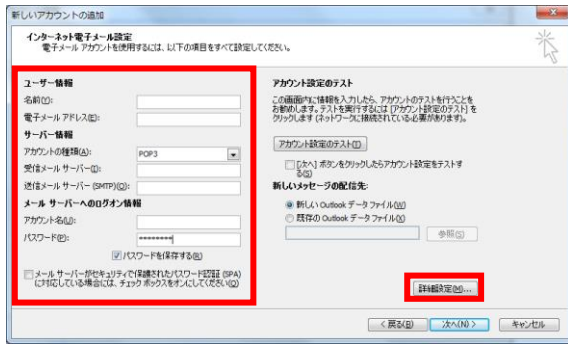 新しいアカウントの追加
インターネット電子メール設定
電子メール アカウントを使用するには、以下の項目をすべて設定してください。
ユーザー情報
名前(Y):
電子メール アドレス(E):
サーバー情報
アカウントの種類(A):
POP3
受信メール サーバー(I):
送信メール サーバー (SMTP)(O):
メール サーバーへのログオン情報
アカウント名(U):
パスワード(P):
********
パスワードを保存する(R)
メール サーバーがセキュリティで保護されたパスワード認証 (SPA)
に対応している場合には、チェック ボックスをオンにしてください(Q)
アカウント設定のテスト
この画面内に情報を入力したら、アカウントのテストを行うことを
お勧めします。テストを実行するには [アカウント設定のテスト] を
クリックします (ネットワークに接続されている必要があります)。
アカウント設定のテスト(T)
[次へ] ボタンをクリックしたらアカウント設定をテストす
る(S)
新しいメッセージの配信先:
新しい Outlook データ ファイル(W)
既存の Outlook データ ファイル(X)
参照(S)
詳細設定(M)...
< 戻る(B)
次へ(N) >
キャンセル